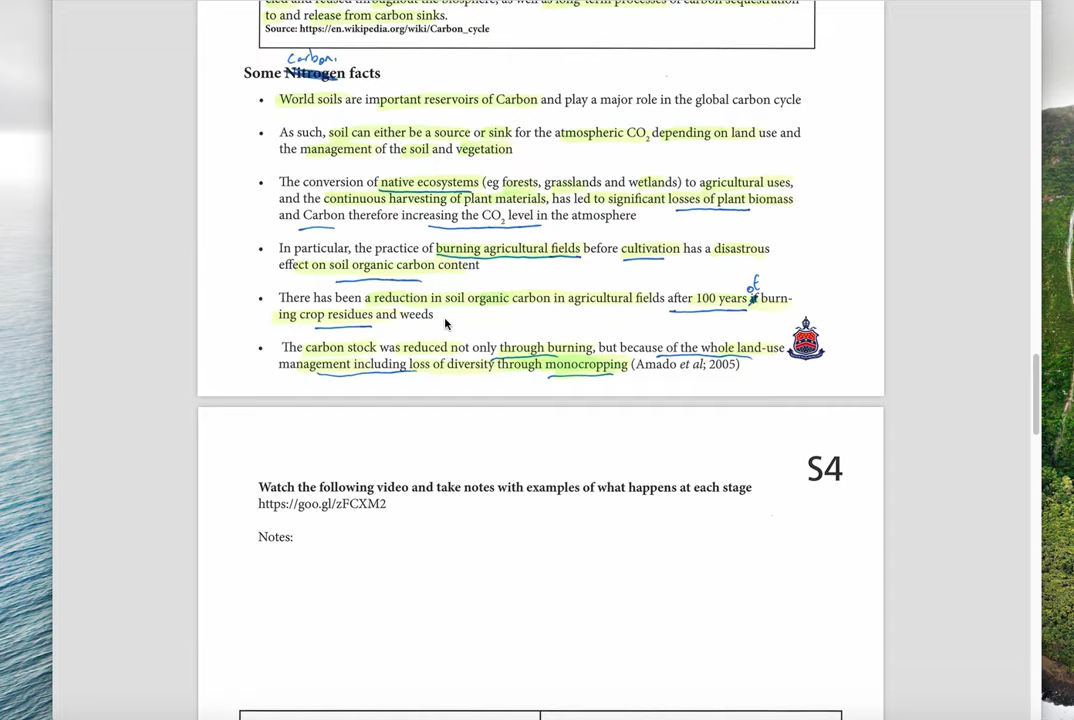 to and release from carbon sinks.
Source: https://en.wikipedia.org/wiki/Carbon_cycle
Carbon
Some Nitrogen facts
• World soils are important reservoirs of Carbon and play a major role in the global carbon cycle
• As such, soil can either be a source or sink for the atmospheric CO₂ depending on land use and
the management of the soil and vegetation
• The conversion of native ecosystems (eg forests, grasslands and wetlands) to agricultural uses,
and the continuous harvesting of plant materials, has led to significant losses of plant biomass
and Carbon therefore increasing the CO₂ level in the atmosphere
• In particular, the practice of burning agricultural fields before cultivation has a disastrous
effect on soil organic carbon content
of
• There has been a reduction in soil organic carbon in agricultural fields after 100 years if burn-
ing crop residues and weeds
• The carbon stock was reduced not only through burning, but because of the whole land-use
management including loss of diversity through monocropping (Amado et al; 2005)
S4
Watch the following video and take notes with examples of what happens at each stage
https://goo.gl/zFCXM2
Notes: